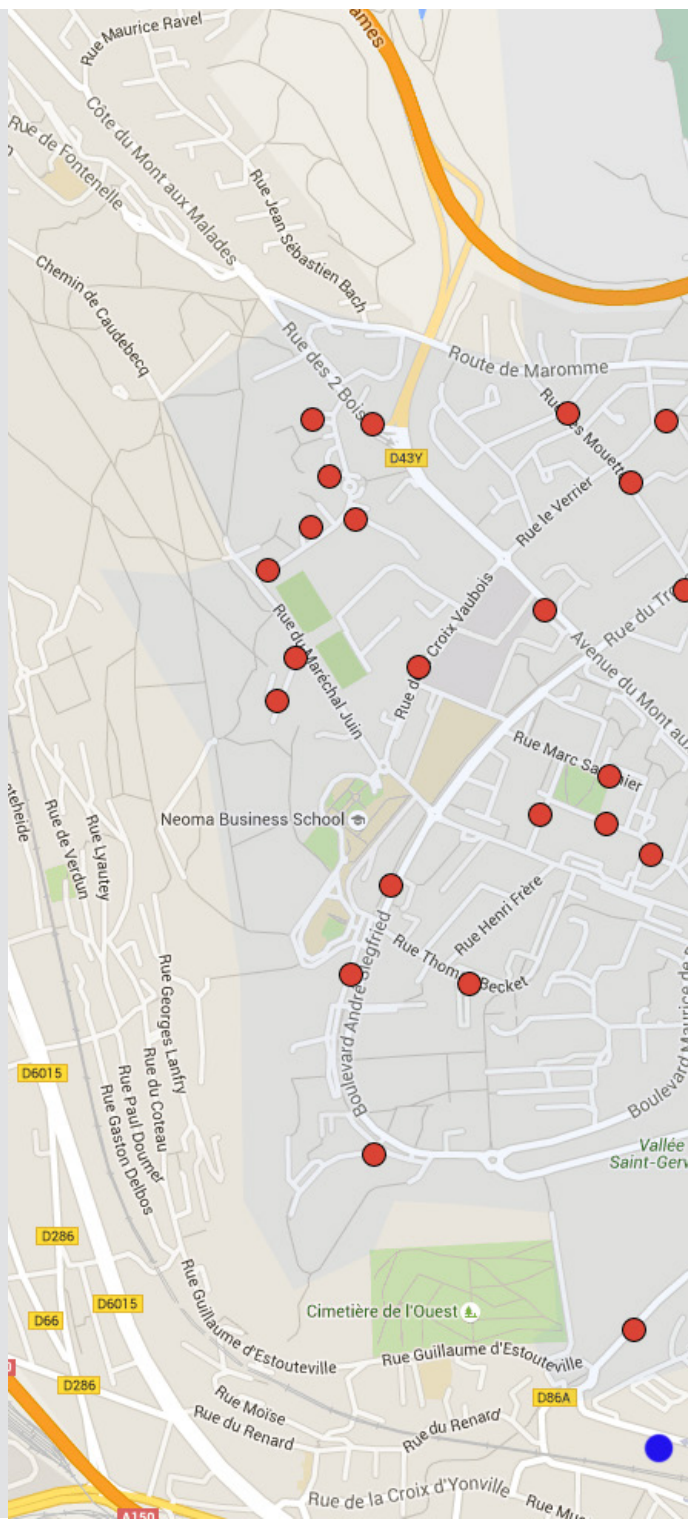 ames
Rue Maurice Ravel
Côte du Mont aux Malades
Rue de Fontenelle
Rue Jean Sébastien Bach
Chemin de Caudebecq
Rue des 2 Bois
Route de Maromme
D43Y
Rue le Verrier
Rue du
Rue du Maréchal Juin
Croix Vaubois
Avenue du Mont aux
Rue Marc
Neoma Business School
Rue de Verdun
Rue Lyautey
Rue Henri Frère
Rue
Becket
Boulevard André Siegfried
Rue Georges Lanfry
Rue du Coteau
Rue Paul Doumer
Rue Gaston Delbos
D6015
Boulevard Maurice de
Vallée
Saint-Gerv
D286
D6015
D66
Cimetière de l'Ouest
Rue Guillaume d'Estouteville
Rue Guillaume d'Estouteville
D286
D86A
Rue Moïse
Rue du Renard
Rue du Renard
Rue de la Croix d'Yonville
Rue
A150